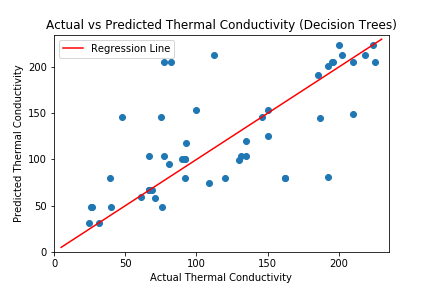 Actual vs Predicted Thermal Conductivity (Decision Trees)
Regression Line
Predicted Thermal Conductivity
200
150
100
50
0
0 50 100 150 200
Actual Thermal Conductivity